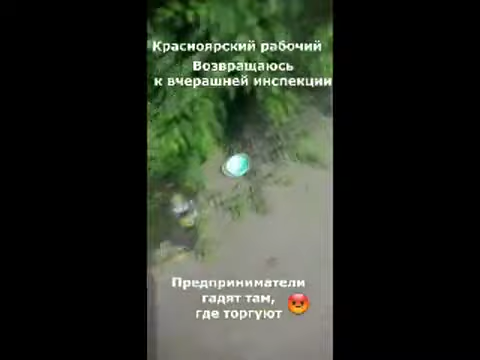 Красноярский рабочий
Возвращаюсь
к вчерашней инспекции
Предприниматели
гадят там,
где торгуют